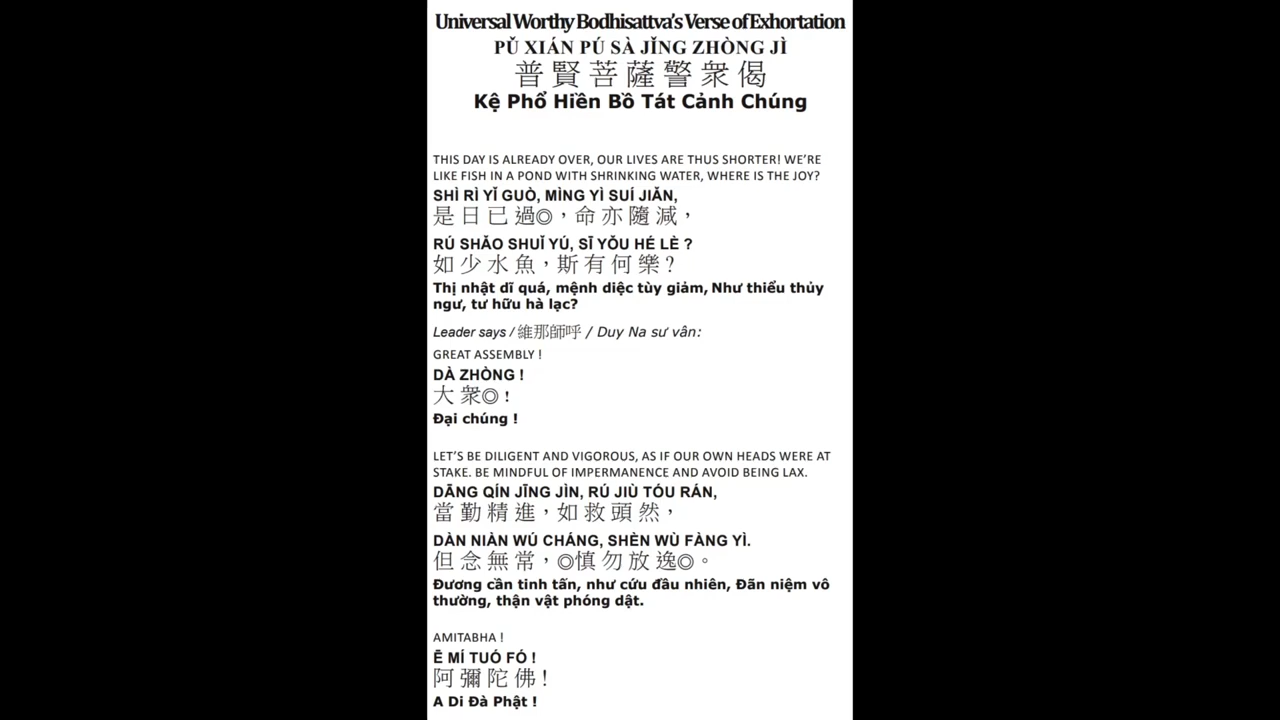 Universal Worthy Bodhisattva's Verse of Exhortation
PǓ XIÁN PÚ SÀ JǏNG ZHÒNG JÌ
普賢菩薩警衆偈
Kệ Phổ Hiền Bồ Tát Cảnh Chúng
THIS DAY IS ALREADY OVER, OUR LIVES ARE THUS SHORTER! WE'RE
LIKE FISH IN A POND WITH SHRINKING WATER, WHERE IS THE JOY?
SHÌ RÌ YǏ GUÒ, MÌNG YÌ SUÍ JIǍN,
是日已過◎，命亦隨減，
RÚ SHǍO SHUǏ YÚ, SĪ YǑU HÉ LÈ ?
如少水魚，斯有何樂?
Thị nhật dĩ quá, mệnh diệc tùy giảm, Như thiểu thủy
ngư, tư hữu hà lạc?
Leader says / 維那師呼 / Duy Na sư vân:
GREAT ASSEMBLY !
DÀ ZHÒNG !
大衆◎ !
Đại chúng !
LET'S BE DILIGENT AND VIGOROUS, AS IF OUR OWN HEADS WERE AT
STAKE. BE MINDFUL OF IMPERMANENCE AND AVOID BEING LAX.
DĀNG QÍN JĪNG JÌN, RÚ JIÙ TÓU RÁN,
當勤精進，如救頭然，
DÀN NIÀN WÚ CHÁNG, SHÈN WÙ FÀNG YÌ.
但念無常，◎慎勿放逸◎。
Đương cần tinh tấn, như cứu đầu nhiên, Đãn niệm vô
thường, thận vật phóng dật.
AMITABHA !
Ē MÍ TUÓ FÓ !
阿彌陀佛!
A Di Đà Phật !